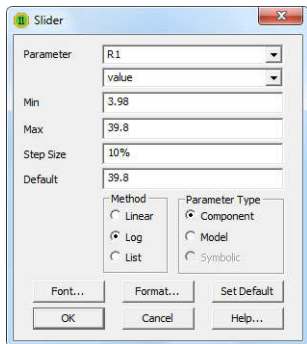 Slider
Parameter R1
value
Min 3.98
Max 39.8
Step Size 10%
Default 39.8
Method Parameter Type
Linear Component
Log Model
List Symbolic
Font... Format... Set Default
OK Cancel Help...